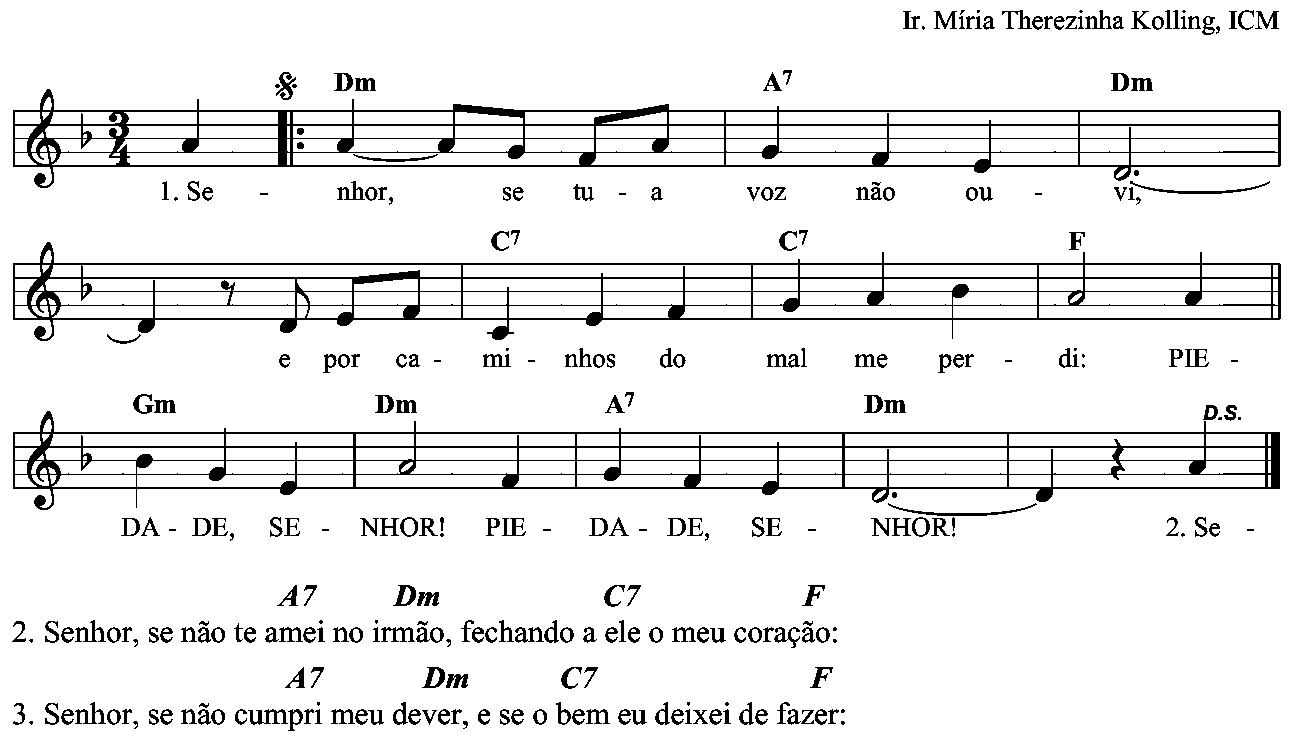 Ir. Míria Therezinha Kolling, ICM
Dm A7 Dm
3
4
1. Se - nhor, se tu - a voz não ou - vi,
C7 C7 F
e por ca - mi - nhos do mal me per - di: PIE -
Gm Dm A7 Dm D.S.
DA - DE, SE - NHOR! PIE - DA - DE, SE - NHOR! 2. Se -
A7 Dm C7 F
2. Senhor, se não te amei no irmão, fechando a ele o meu coração:
A7 Dm C7 F
3. Senhor, se não cumpri meu dever, e se o bem eu deixei de fazer: